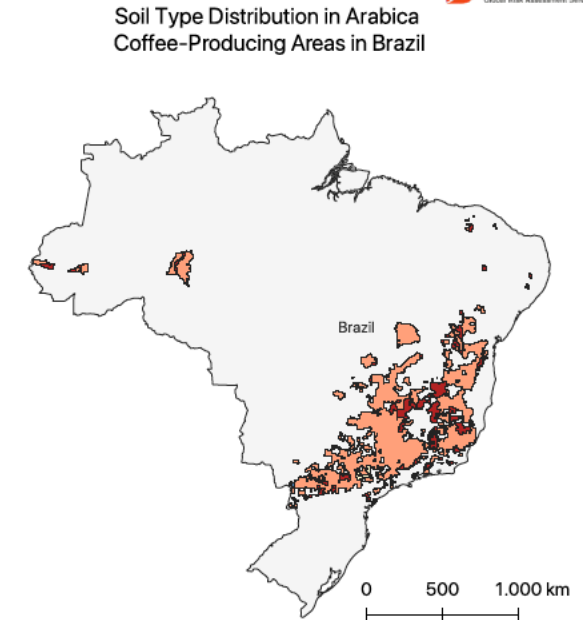 Soil Type Distribution in Arabica
Coffee-Producing Areas in Brazil
Brazil
0 500 1.000 km